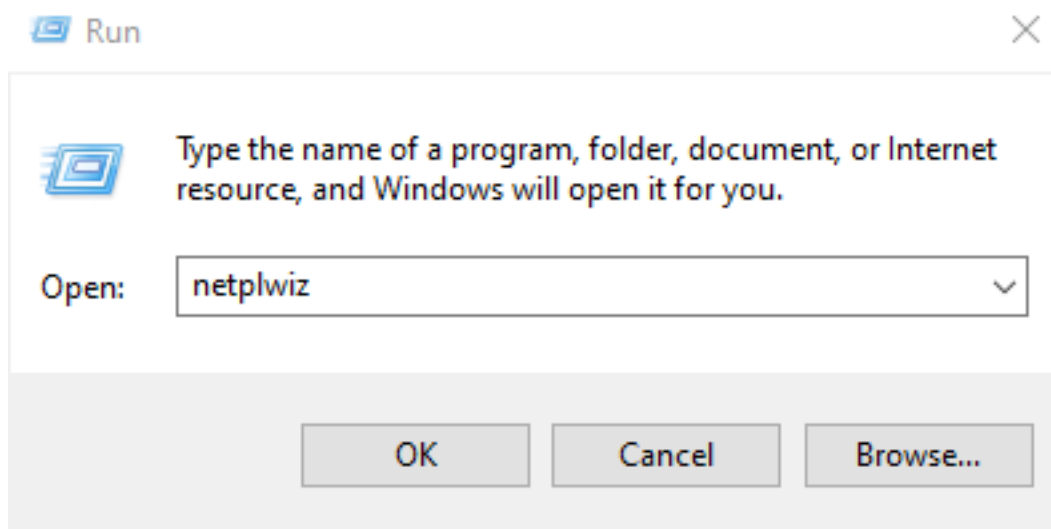 Run
Type the name of a program, folder, document, or Internet
resource, and Windows will open it for you.
Open: netplwiz
OK Cancel Browse...